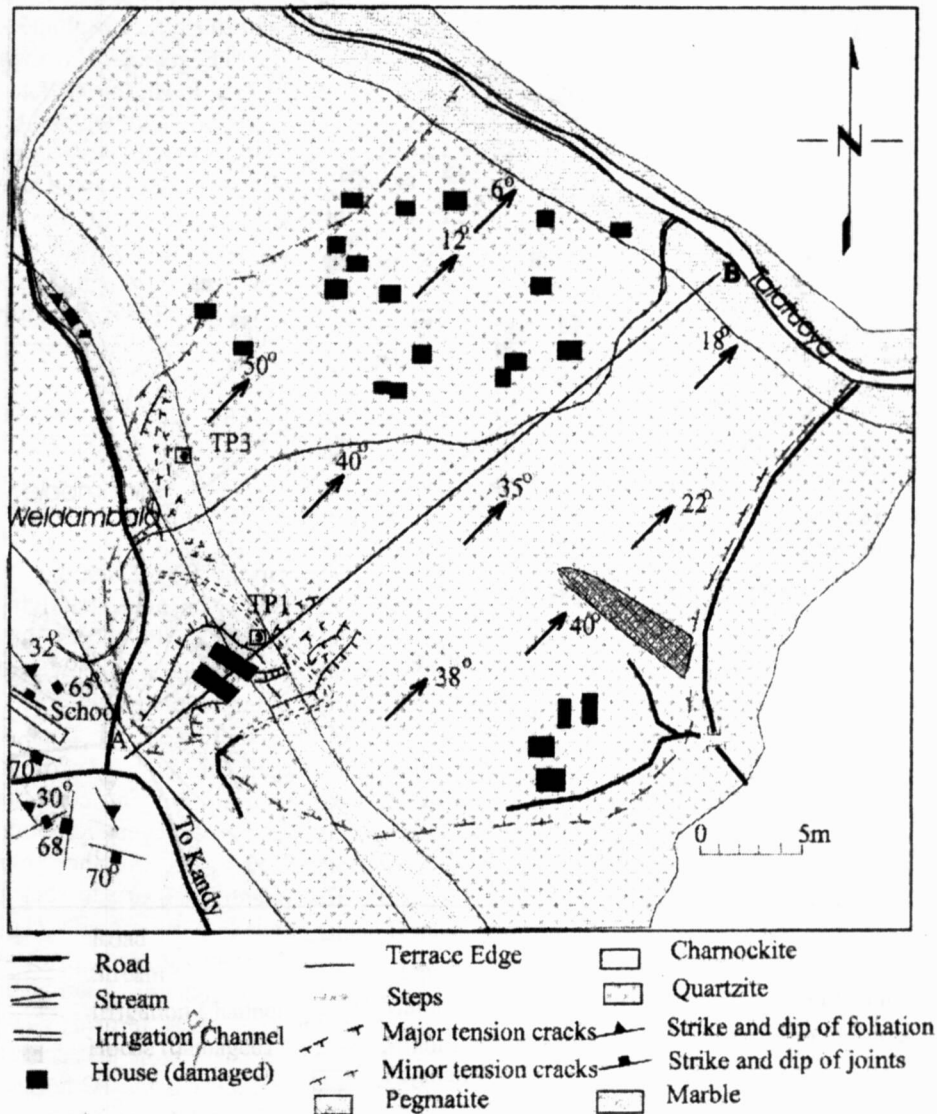 N
6°
12°
B
Talatuoya
18°
50°
TP3
40°
35°
22°
Weldambala
TP1
32°
65°
School
40°
38°
A
70
30°
68
70°
To Kandy
0 5m
Road
Stream
Irrigation Channel
House (damaged)
Terrace Edge
Steps
Major tension cracks
Minor tension cracks
Pegmatite
Charnockite
Quartzite
Strike and dip of foliation
Strike and dip of joints
Marble